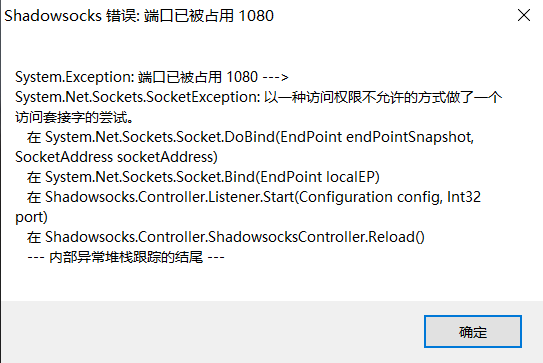 Shadowsocks 错误: 端口已被占用 1080
System.Exception: 端口已被占用 1080 --->
System.Net.Sockets.SocketException: 以一种访问权限不允许的方式做了一个
访问套接字的尝试。
在 System.Net.Sockets.Socket.DoBind(EndPoint endPointSnapshot,
SocketAddress socketAddress)
在 System.Net.Sockets.Socket.Bind(EndPoint localEP)
在 Shadowsocks.Controller.Listener.Start(Configuration config, Int32
port)
在 Shadowsocks.Controller.ShadowsocksController.Reload()
--- 内部异常堆栈跟踪的结尾 ---
确定